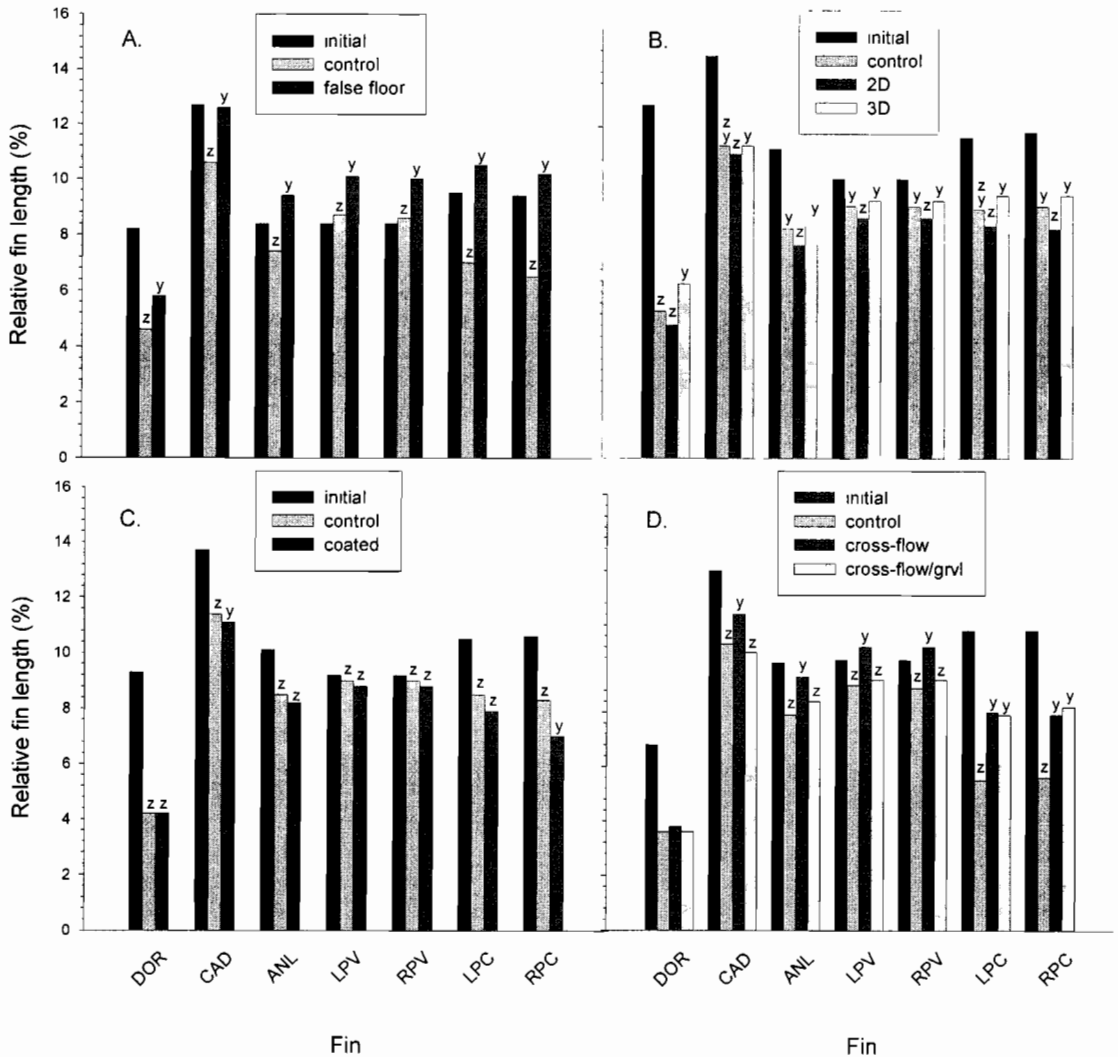 A.
initial
control
false floor
Relative fin length (%)
16
14
12
10
8
6
4
2
0
z y
z y
z y
z y
z y
z y
z y
B.
initial
control
2D
3D
z z y
z
y z y
y z y
y z y
y z y
z
y z y
y z y
C.
initial
control
coated
Relative fin length (%)
16
14
12
10
8
6
4
2
0
z z
z y
z z
z z
z z
z z
z y
DOR
CAD
ANL
LPV
RPV
LPC
RPC
Fin
D.
initial
control
cross-flow
cross-flow/grvl
z y z
z y z
z y z
z y z
z y y
z y y
DOR
CAD
ANL
LPV
RPV
LPC
RPC
Fin